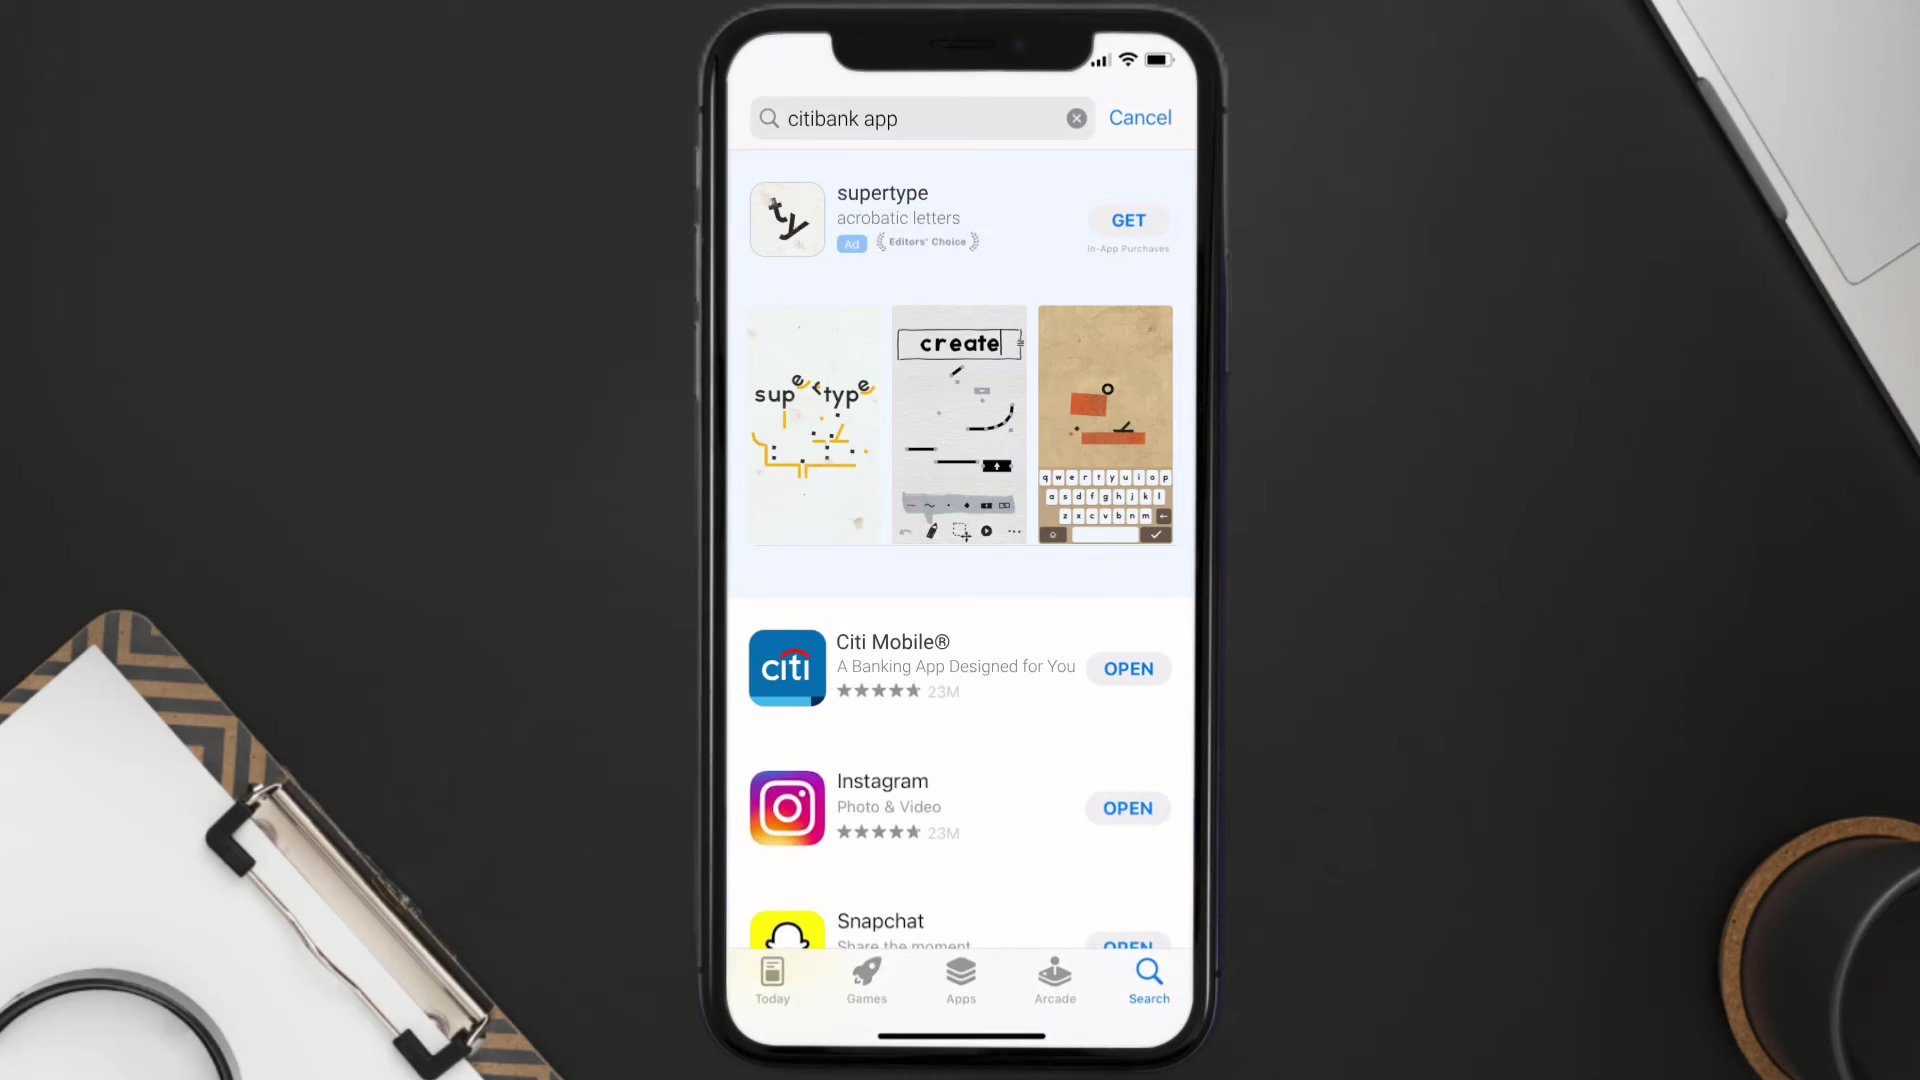 citibank app
Cancel
supertype
acrobatic letters
Ad
Editors' Choice
GET
In-App Purchases
supertype
create
q w e r t y u i o p
a s d f g h j k l
z x c v b n m
citi
Citi Mobile®
A Banking App Designed for You
23M
OPEN
Instagram
Photo & Video
23M
OPEN
Snapchat
Share the moment
OPEN
Today
Games
Apps
Arcade
Search